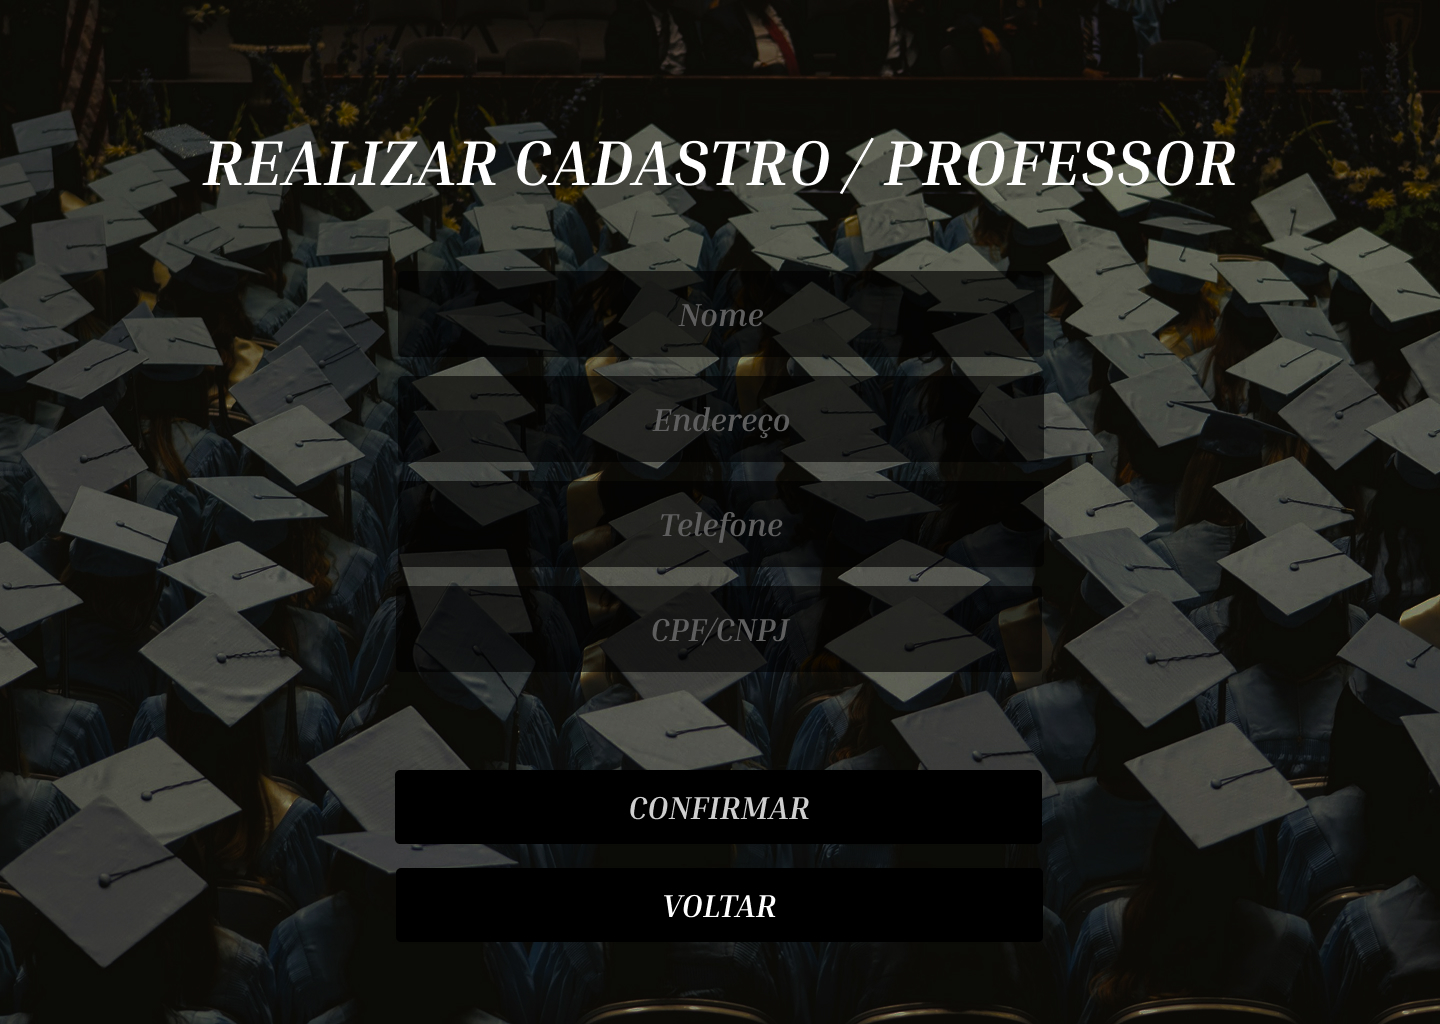 REALIZAR CADASTRO / PROFESSOR
Nome
Endereço
Telefone
CPF/CNPJ
CONFIRMAR
VOLTAR